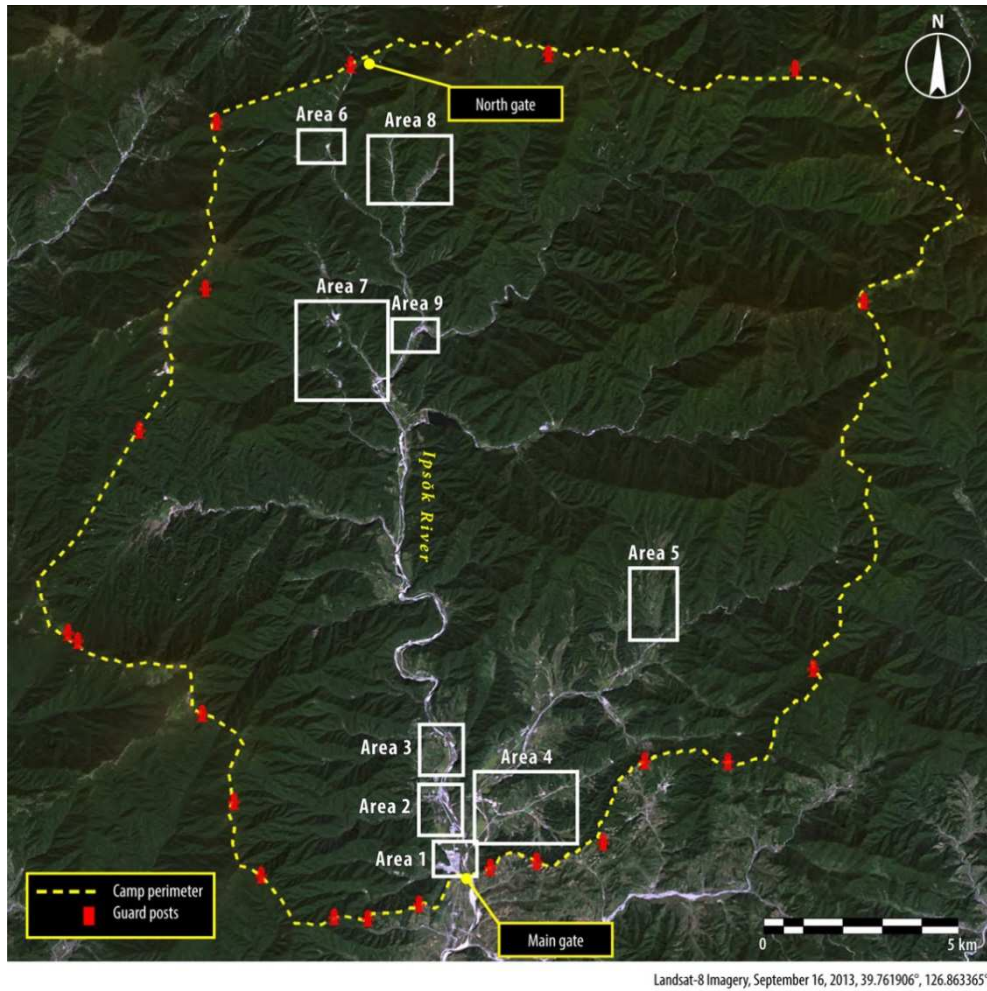 N
North gate
Area 6
Area 8
Area 7
Area 9
Ipsŏk River
Area 5
Area 3
Area 4
Area 2
Area 1
Camp perimeter
Guard posts
Main gate
0
5 km
Landsat-8 Imagery, September 16, 2013, 39.761906°, 126.863365°